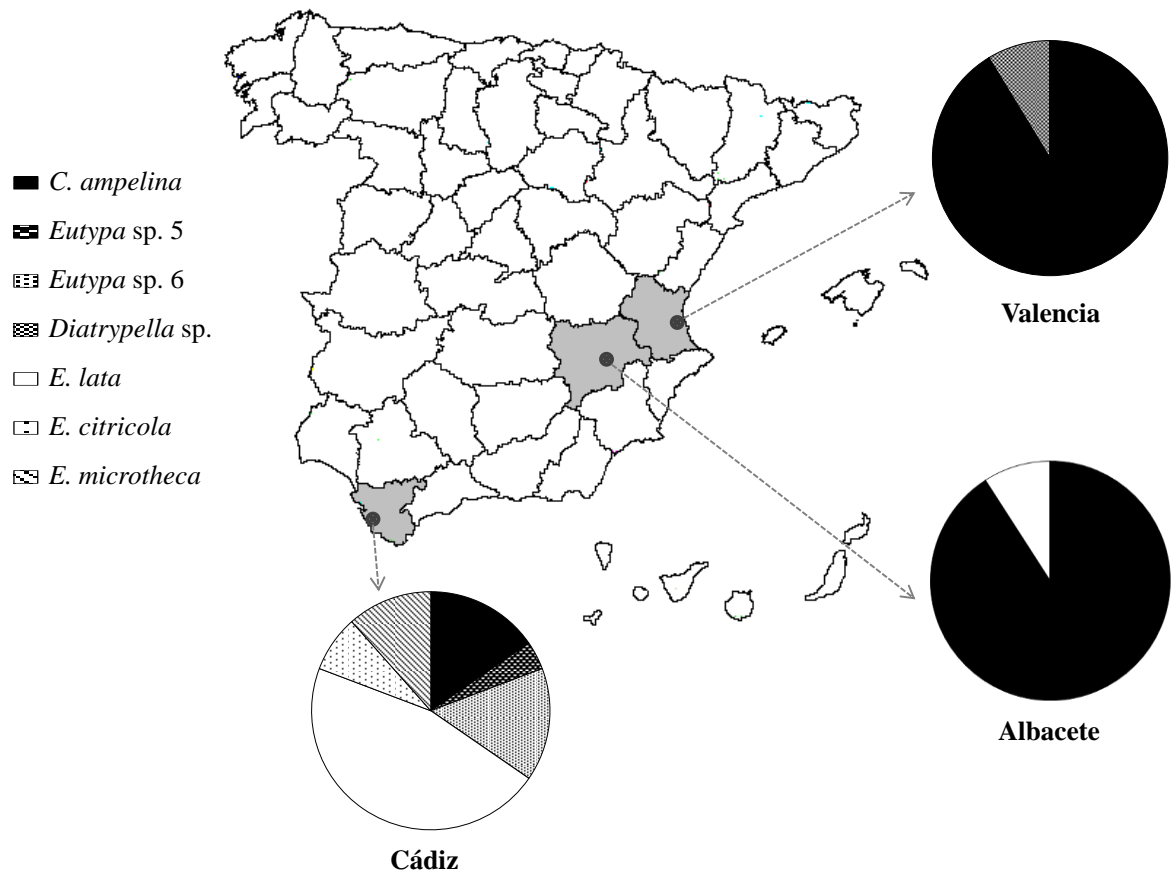 C. ampelina
Eutypa sp. 5
Eutypa sp. 6
Diatrypella sp.
E. lata
E. citricola
E. microtheca
Valencia
Albacete
Cádiz